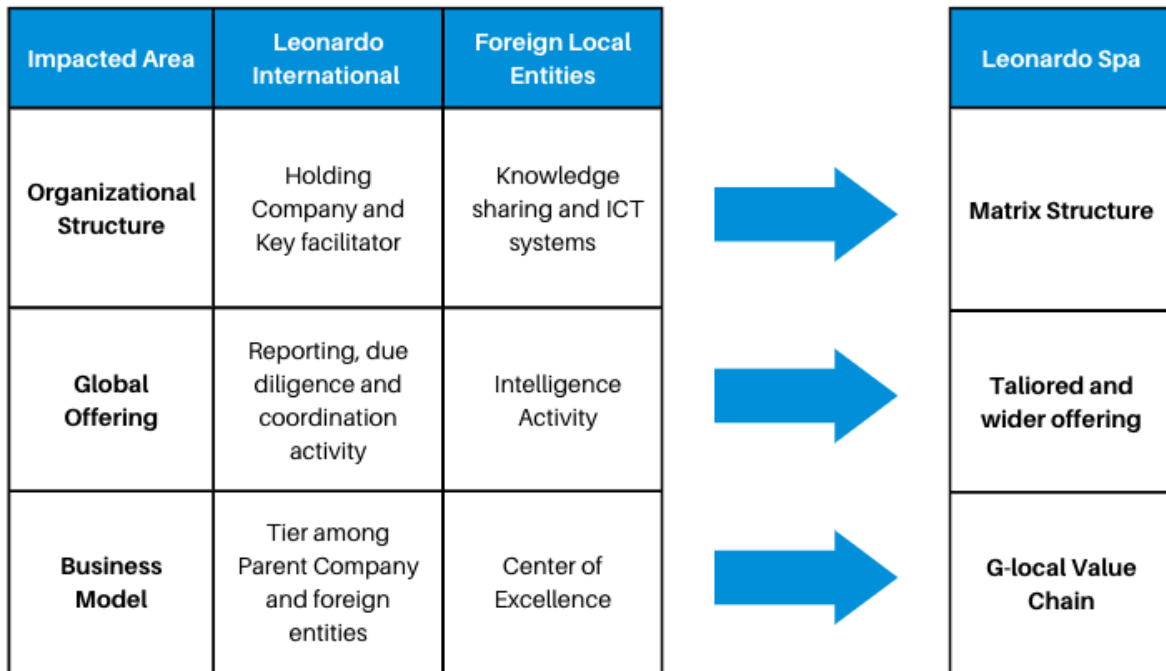 Impacted Area
Leonardo
International
Foreign Local
Entities
Leonardo Spa
Organizational
Structure
Holding
Company and
Key facilitator
Knowledge
sharing and ICT
systems
Matrix Structure
Global
Offering
Reporting, due
diligence and
coordination
activity
Intelligence
Activity
Taliored and
wider offering
Business
Model
Tier among
Parent Company
and foreign
entities
Center of
Excellence
G-local Value
Chain